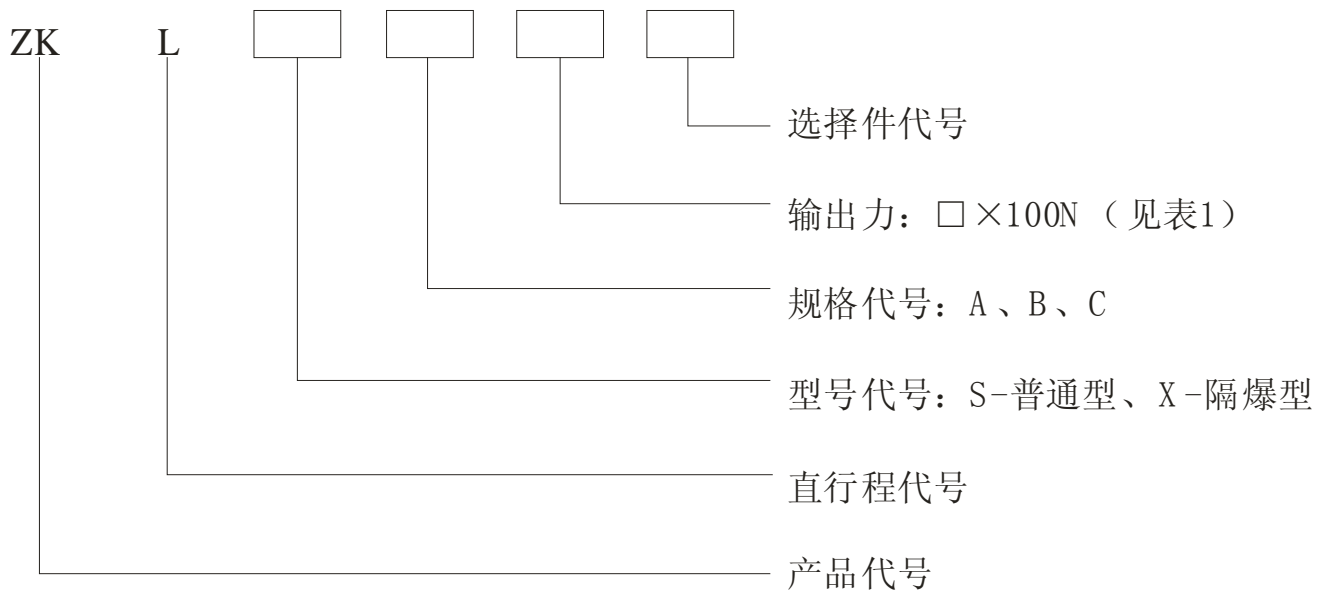 ZK L
选择件代号
输出力：□×100N（见表1）
规格代号：A、B、C
型号代号：S-普通型、X-隔爆型
直行程代号
产品代号